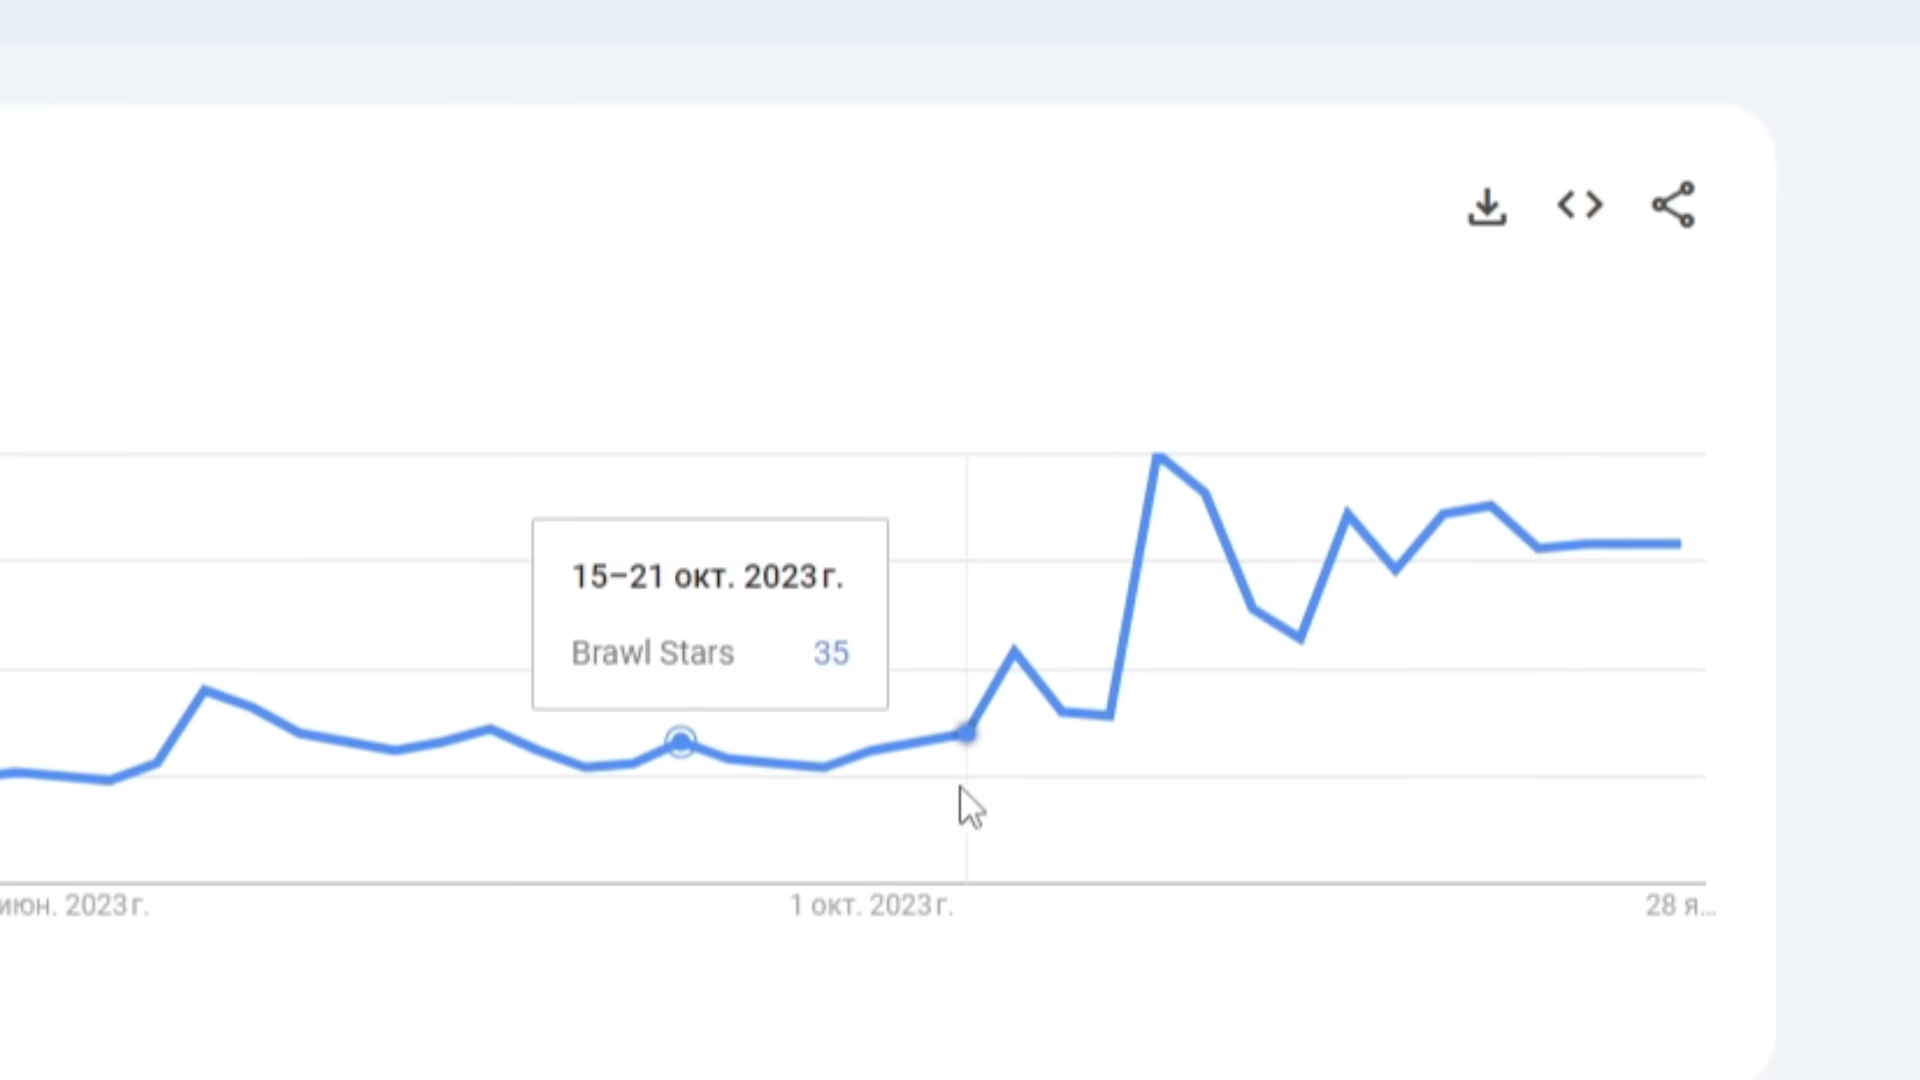 15–21 окт. 2023 г.
Brawl Stars 35
июн. 2023 г.
1 окт. 2023 г.
28 я...